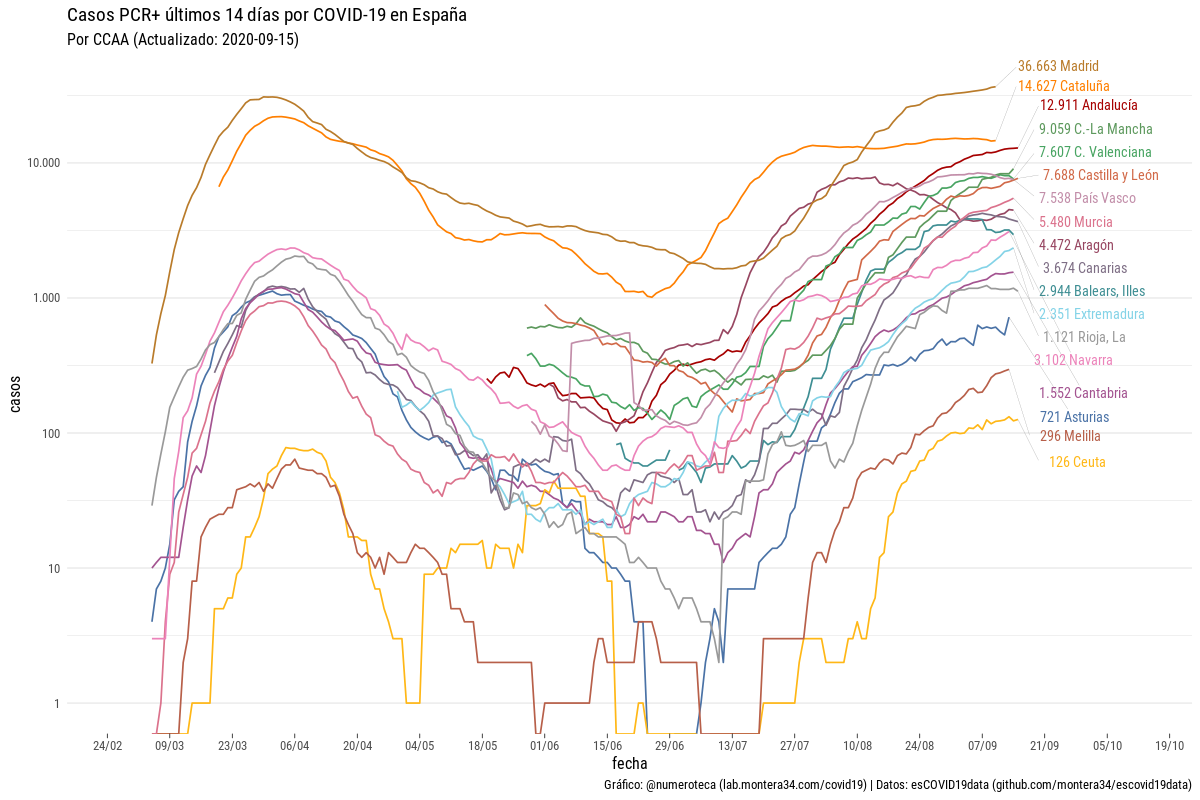 Casos PCR+ últimos 14 días por COVID-19 en España
Por CCAA (Actualizado: 2020-09-15)
36.663 Madrid
14.627 Cataluña
12.911 Andalucía
9.059 C.-La Mancha
7.607 C. Valenciana
7.688 Castilla y León
7.538 País Vasco
5.480 Murcia
4.472 Aragón
3.674 Canarias
2.944 Balears, Illes
2.351 Extremadura
1.121 Rioja, La
3.102 Navarra
1.552 Cantabria
721 Asturias
296 Melilla
126 Ceuta
casos
10.000
1.000
100
10
1
24/02 09/03 23/03 06/04 20/04 04/05 18/05 01/06 15/06 29/06 13/07 27/07 10/08 24/08 07/09 21/09 05/10 19/10
fecha
Gráfico: @numeroteca (lab.montera34.com/covid19) | Datos: esCOVID19data (github.com/montera34/escovid19data)